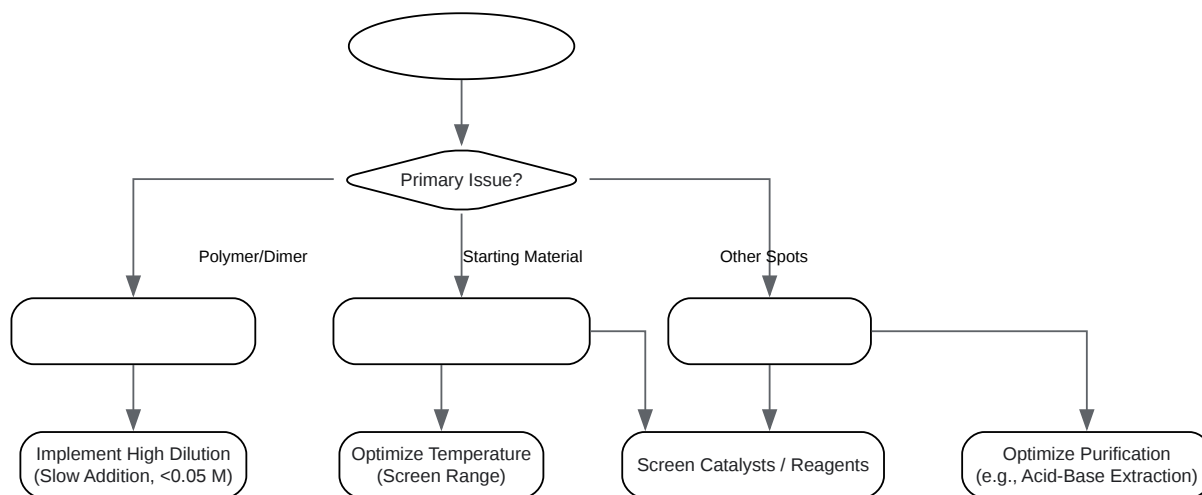 Primary Issue?
Polymer/Dimer
Starting Material
Other Spots
Implement High Dilution
(Slow Addition, <0.05 M)
Optimize Temperature
(Screen Range)
Screen Catalysts / Reagents
Optimize Purification
(e.g., Acid-Base Extraction)